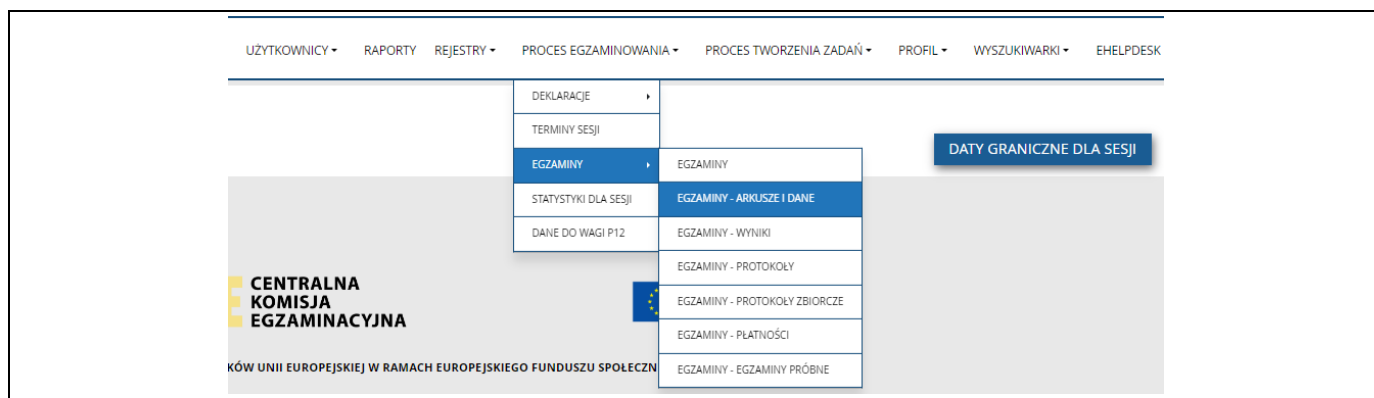 UŻYTKOWNICY RAPORTY REJESTRY PROCES EGZAMINOWANIA PROCES TWORZENIA ZADAŃ PROFIL WYSZUKIWARKI EHELPDESK
DEKLARACJE
TERMINY SESJI
EGZAMINY
STATYSTYKI DLA SESJI
DANE DO WAGI P12
EGZAMINY
EGZAMINY - ARKUSZE I DANE
EGZAMINY - WYNIKI
EGZAMINY - PROTOKOŁY
EGZAMINY - PROTOKOŁY ZBIORCZE
EGZAMINY - PŁATNOŚCI
EGZAMINY - EGZAMINY PRÓBNE
DATY GRANICZNE DLA SESJI
CENTRALNA
KOMISJA
EGZAMINACYJNA
KÓW UNII EUROPEJSKIEJ W RAMACH EUROPEJSKIEGO FUNDUSZU SPOŁECZN